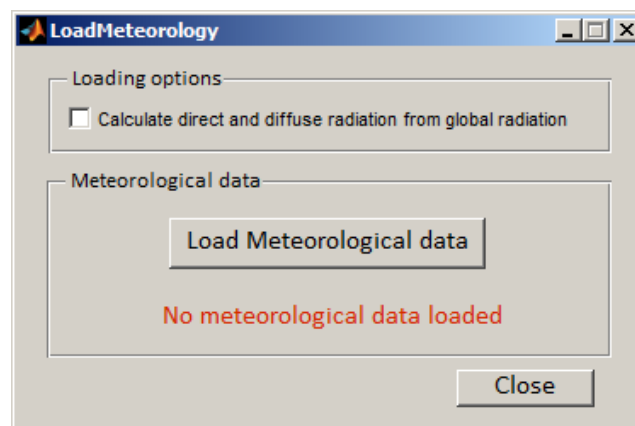 LoadMeteorology
Loading options
Calculate direct and diffuse radiation from global radiation
Meteorological data
Load Meteorological data
No meteorological data loaded
Close